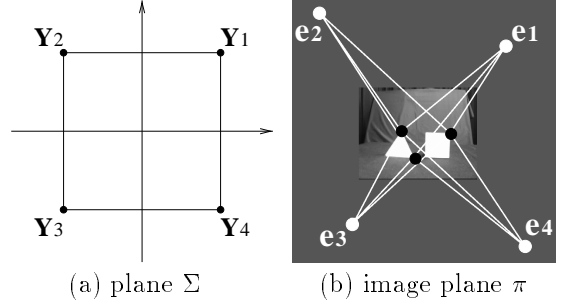 Y2 Y1
Y3 Y4
(a) plane Σ
e2 e1
e3 e4
(b) image plane π